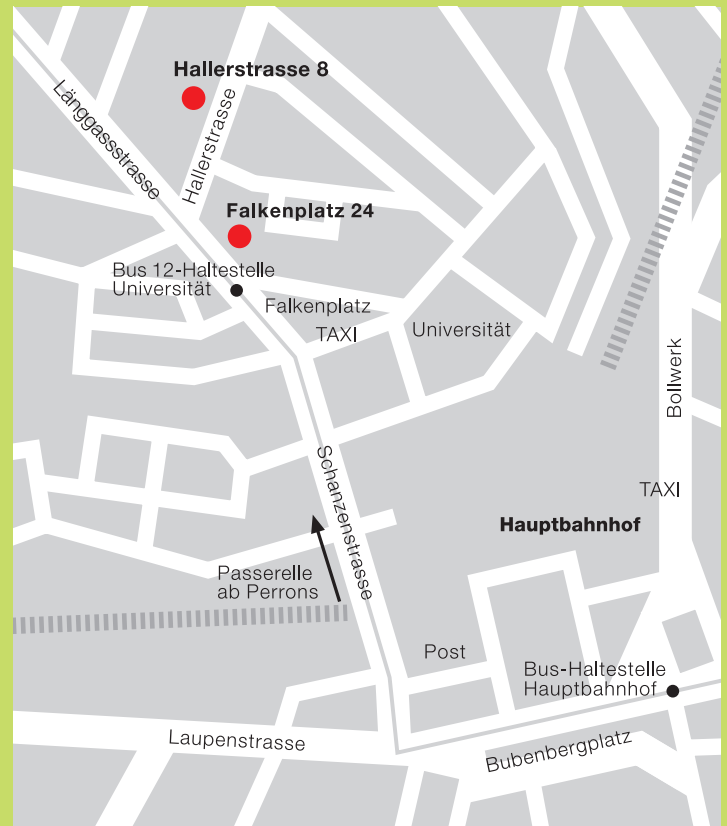 Hallerstrasse 8
Länggassstrasse
Hallerstrasse
Falkenplatz 24
Bus 12-Haltestelle
Universität
Falkenplatz
TAXI
Universität
Bollwerk
Schanzenstrasse
TAXI
Hauptbahnhof
Passerelle
ab Perrons
Post
Bus-Haltestelle
Hauptbahnhof
Laupenstrasse
Bubenbergplatz